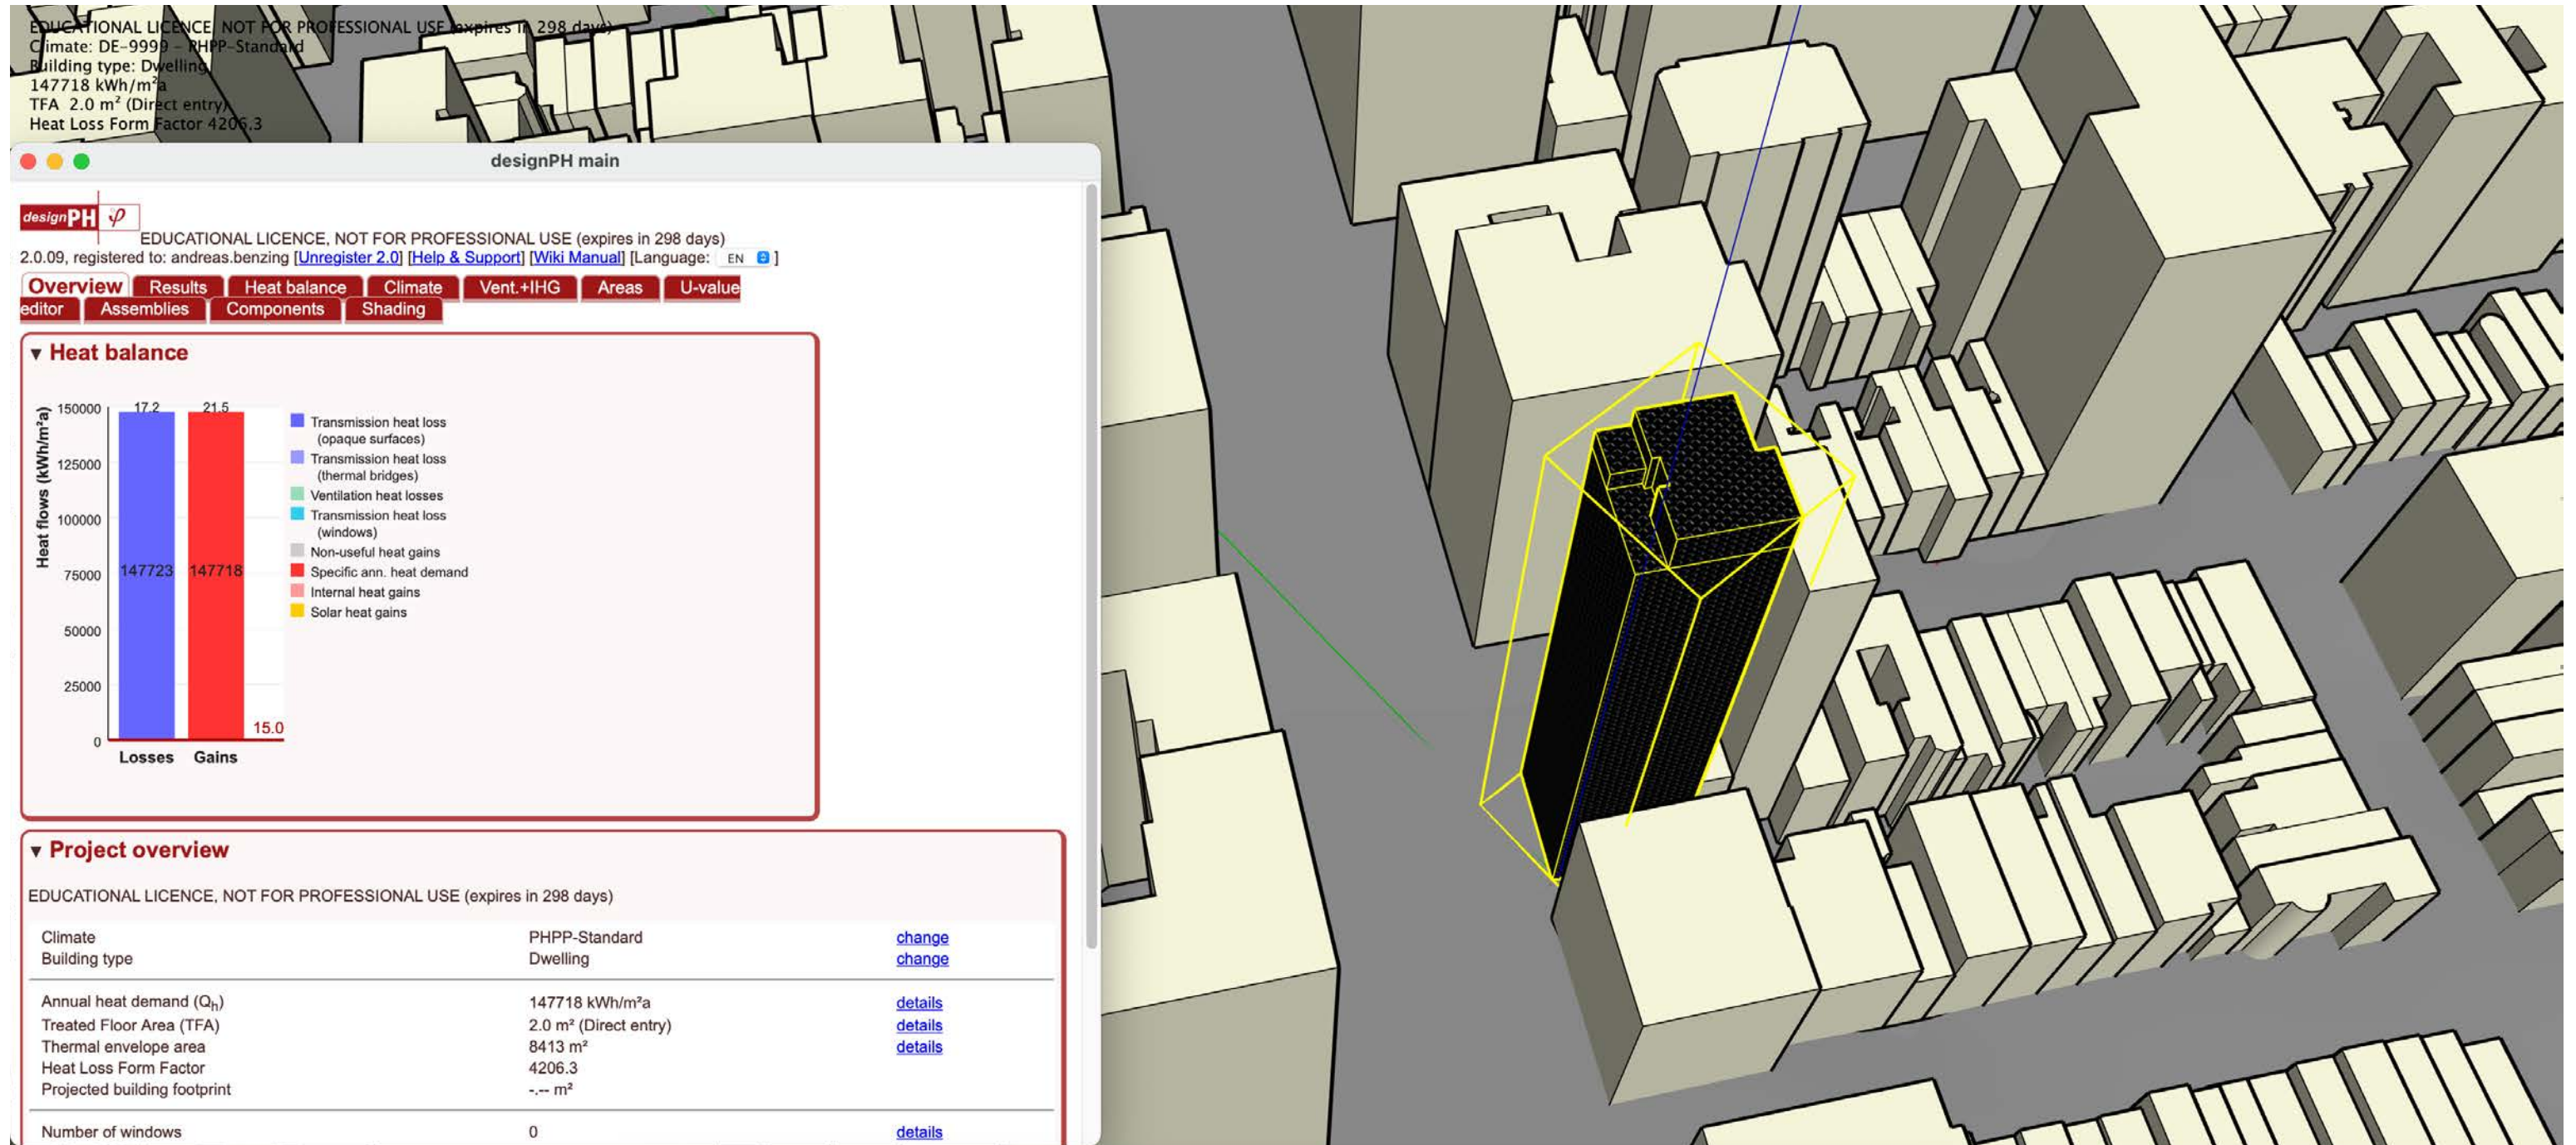 EDUCATIONAL LICENCE, NOT FOR PROFESSIONAL USE (expires in 298 days)
Climate: DE-9999 - PHPP-Standard
Building type: Dwelling
147718 kWh/m²a
TFA 2.0 m² (Direct entry)
Heat Loss Form Factor 4206.3
designPH main
designPH φ
EDUCATIONAL LICENCE, NOT FOR PROFESSIONAL USE (expires in 298 days)
2.0.09, registered to: andreas.benzing [Unregister 2.0] [Help & Support] [Wiki Manual] [Language: EN ]
Overview Results Heat balance Climate Vent.+IHG Areas U-value
editor Assemblies Components Shading
▼ Heat balance
Heat flows (kWh/m²a)
150000
125000
100000
75000
50000
25000
0
17.2 21.5
147723 147718
15.0
Losses Gains
Transmission heat loss
(opaque surfaces)
Transmission heat loss
(thermal bridges)
Ventilation heat losses
Transmission heat loss
(windows)
Non-useful heat gains
Specific ann. heat demand
Internal heat gains
Solar heat gains
▼ Project overview
EDUCATIONAL LICENCE, NOT FOR PROFESSIONAL USE (expires in 298 days)
Climate PHPP-Standard change
Building type Dwelling change
Annual heat demand (Qh) 147718 kWh/m²a details
Treated Floor Area (TFA) 2.0 m² (Direct entry) details
Thermal envelope area 8413 m² details
Heat Loss Form Factor 4206.3
Projected building footprint -.-- m²
Number of windows 0 details